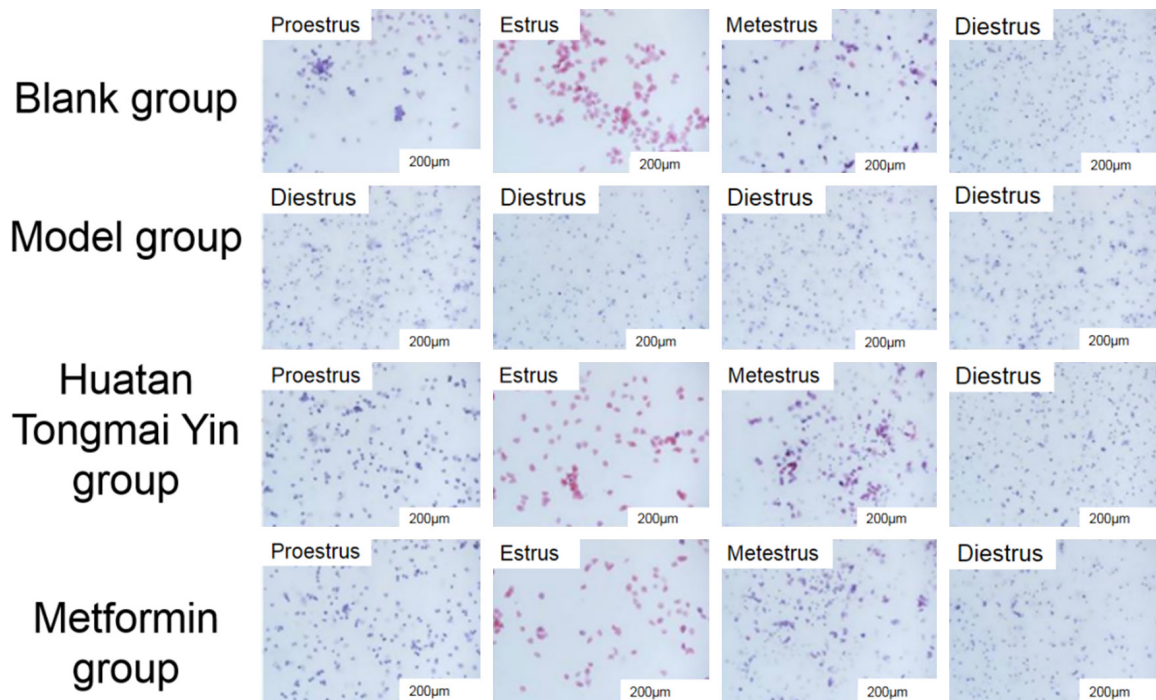 Proestrus Estrus Metestrus Diestrus
Blank group
200µm 200µm 200µm 200µm
Diestrus Diestrus Diestrus Diestrus
Model group
200µm 200µm 200µm 200µm
Proestrus Estrus Metestrus Diestrus
Huatan
Tongmai Yin
group
200µm 200µm 200µm 200µm
Proestrus Estrus Metestrus Diestrus
Metformin
group
200µm 200µm 200µm 200µm